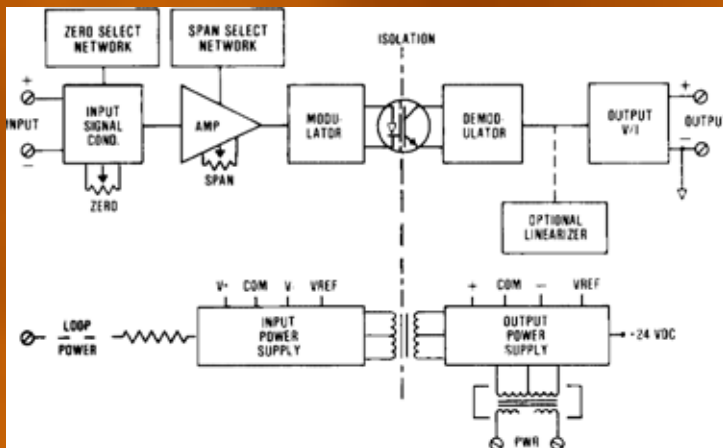 ZERO SELECT
NETWORK
SPAN SELECT
NETWORK
ISOLATION
+
INPUT
−
INPUT
SIGNAL
COND.
ZERO
AMP
SPAN
MODU-
LATOR
DEMOD-
ULATOR
OUTPUT
V/I
+
OUTPUT
−
OPTIONAL
LINEARIZER
LOOP
POWER
V+ COM V- VREF
INPUT
POWER
SUPPLY
+ COM − VREF
OUTPUT
POWER
SUPPLY
-24 VDC
PWR